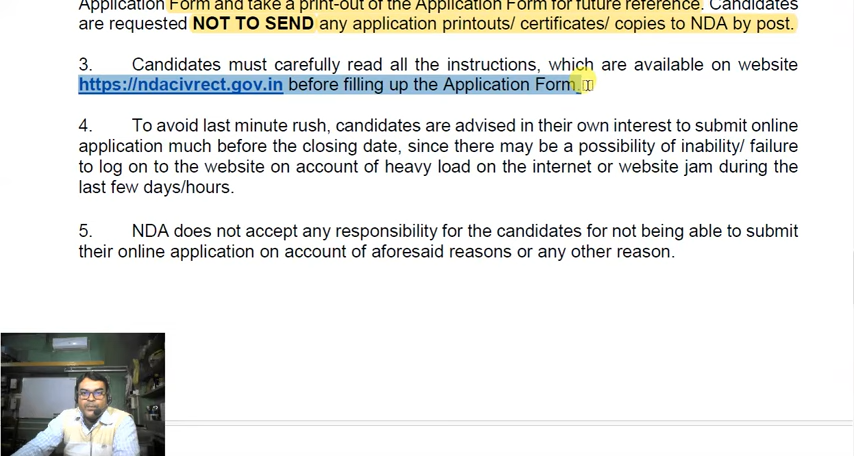 Application Form and take a print-out of the Application Form for future reference. Candidates
are requested NOT TO SEND any application printouts/ certificates/ copies to NDA by post.
3. Candidates must carefully read all the instructions, which are available on website
https://ndacivrect.gov.in before filling up the Application Form.
4. To avoid last minute rush, candidates are advised in their own interest to submit online
application much before the closing date, since there may be a possibility of inability/ failure
to log on to the website on account of heavy load on the internet or website jam during the
last few days/hours.
5. NDA does not accept any responsibility for the candidates for not being able to submit
their online application on account of aforesaid reasons or any other reason.